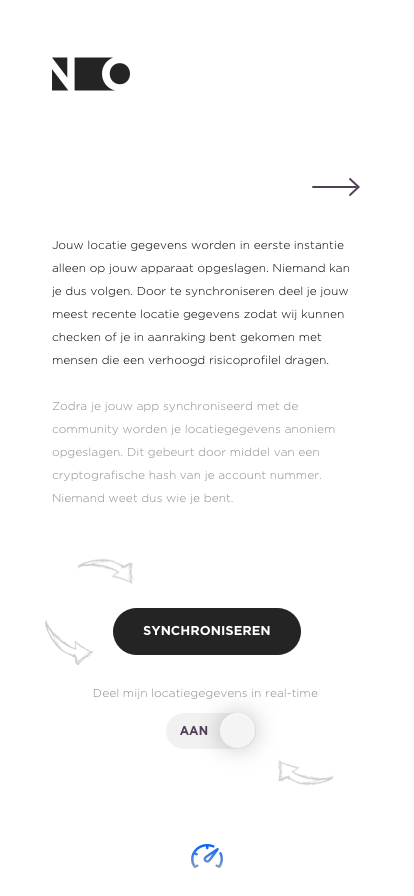 NO
Jouw locatie gegevens worden in eerste instantie
alleen op jouw apparaat opgeslagen. Niemand kan
je dus volgen. Door te synchroniseren deel je jouw
meest recente locatie gegevens zodat wij kunnen
checken of je in aanraking bent gekomen met
mensen die een verhoogd risicoprofilel dragen.
Zodra je jouw app synchroniseerd met de
community worden je locatiegegevens anoniem
opgeslagen. Dit gebeurt door middel van een
cryptografische hash van je account nummer.
Niemand weet dus wie je bent.
SYNCHRONISEREN
Deel mijn locatiegegevens in real-time
AAN